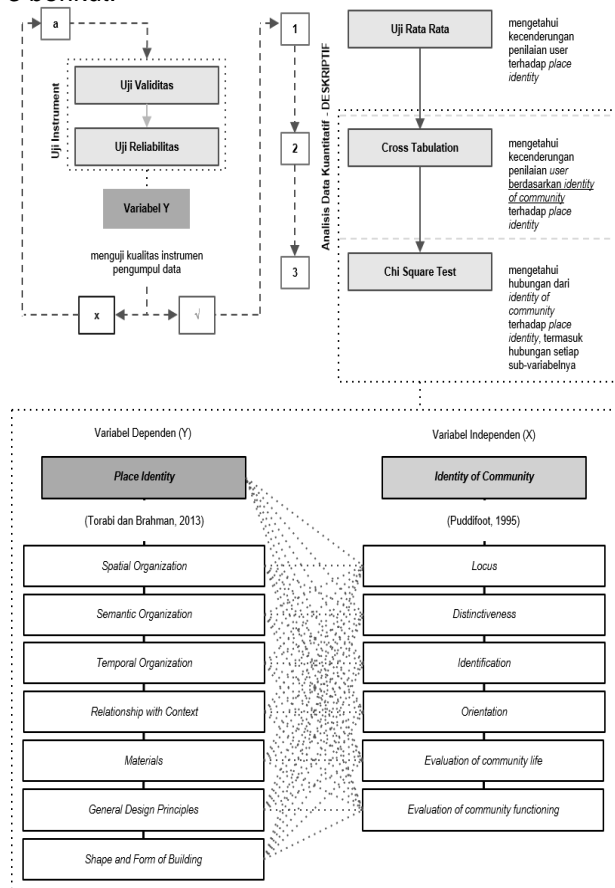 a
Uji Instrument
Uji Validitas
Uji Reliabilitas
Variabel Y
menguji kualitas instrumen
pengumpul data
x
√
1
2
3
Analisis Data Kuantitatif - DESKRIPTIF
Uji Rata Rata
mengetahui
kecenderungan
penilaian user
terhadap place
identity
Cross Tabulation
mengetahui
kecenderungan
penilaian user
berdasarkan identity
of community
terhadap place
identity
Chi Square Test
mengetahui
hubungan dari
identity of
community
terhadap place
identity, termasuk
hubungan setiap
sub-variabelnya
Variabel Dependen (Y)
Place Identity
(Torabi dan Brahman, 2013)
Spatial Organization
Semantic Organization
Temporal Organization
Relationship with Context
Materials
General Design Principles
Shape and Form of Building
Variabel Independen (X)
Identity of Community
(Puddifoot, 1995)
Locus
Distinctiveness
Identification
Orientation
Evaluation of community life
Evaluation of community functioning